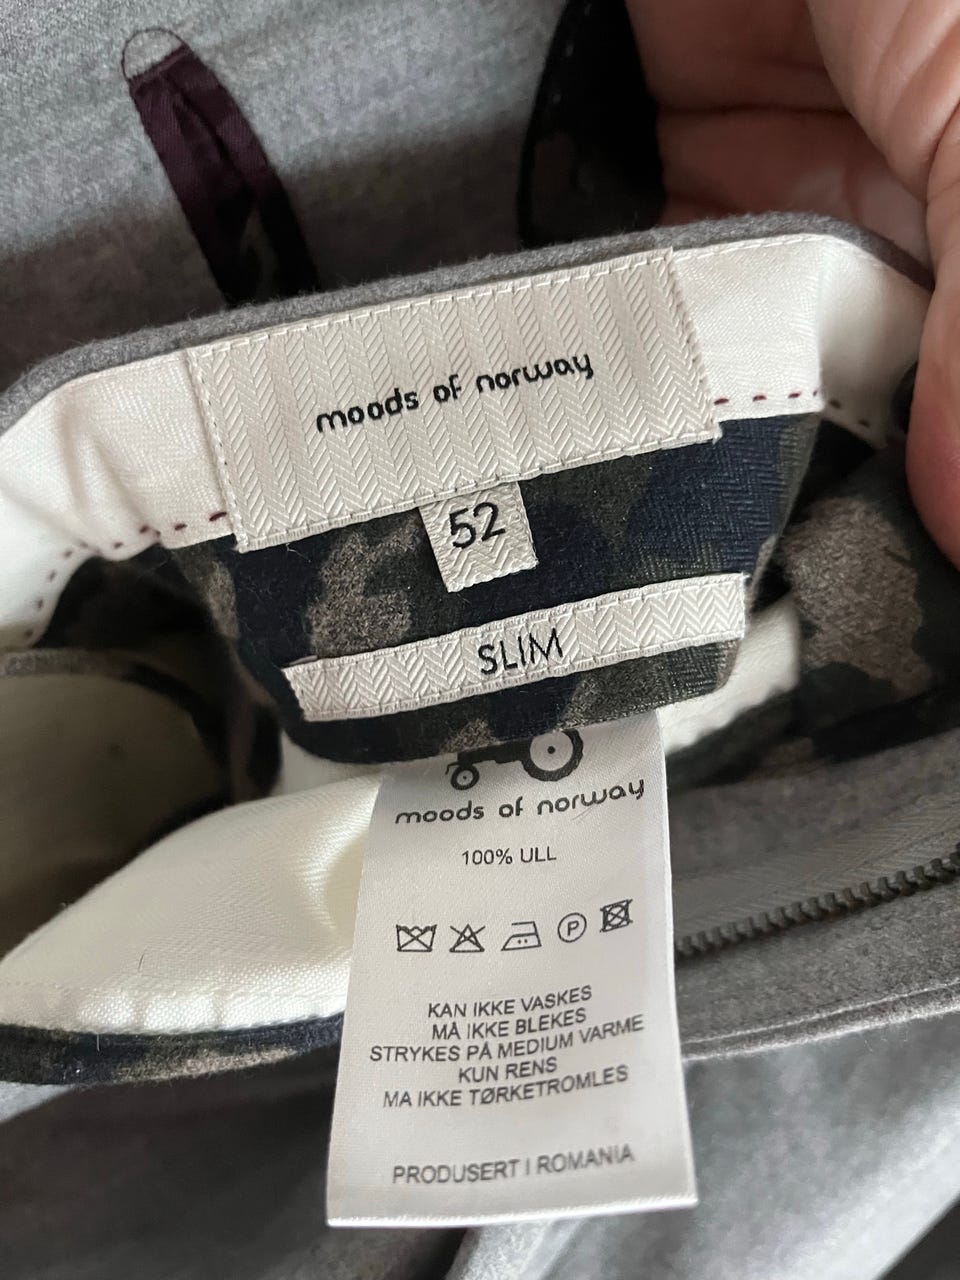 moods of norway
52
SLIM
moods of norway
100% ULL
P
KAN IKKE VASKES
MÅ IKKE BLEKES
STRYKES PÅ MEDIUM VARME
KUN RENS
MA IKKE TØRKETROMLES
PRODUSERT I ROMANIA